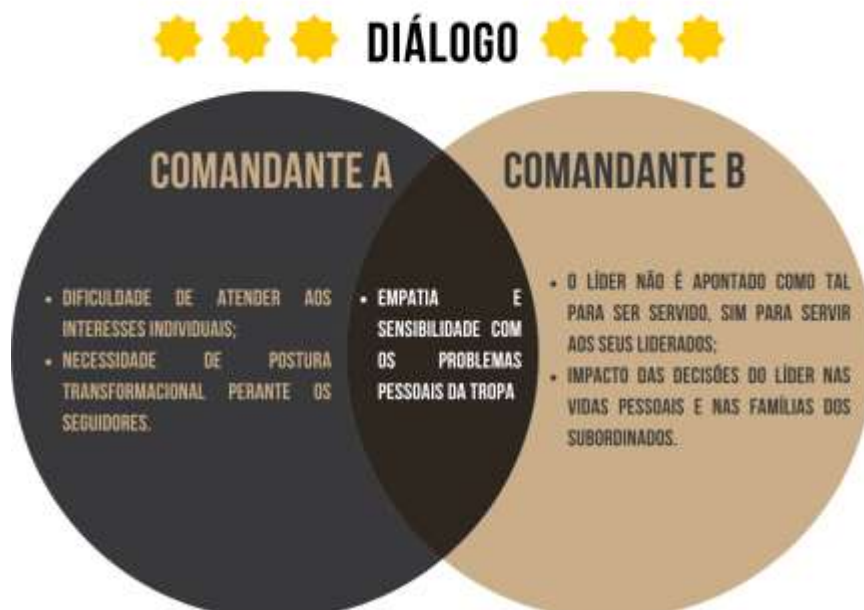 DIÁLOGO
COMANDANTE A
• DIFICULDADE DE ATENDER AOS
INTERESSES INDIVIDUAIS;
• NECESSIDADE DE POSTURA
TRANSFORMACIONAL PERANTE OS
SEGUIDORES.
• EMPATIA E
SENSIBILIDADE COM
OS PROBLEMAS
PESSOAIS DA TROPA
COMANDANTE B
• O LÍDER NÃO É APONTADO COMO TAL
PARA SER SERVIDO, SIM PARA SERVIR
AOS SEUS LIDERADOS;
• IMPACTO DAS DECISÕES DO LÍDER NAS
VIDAS PESSOAIS E NAS FAMÍLIAS DOS
SUBORDINADOS.